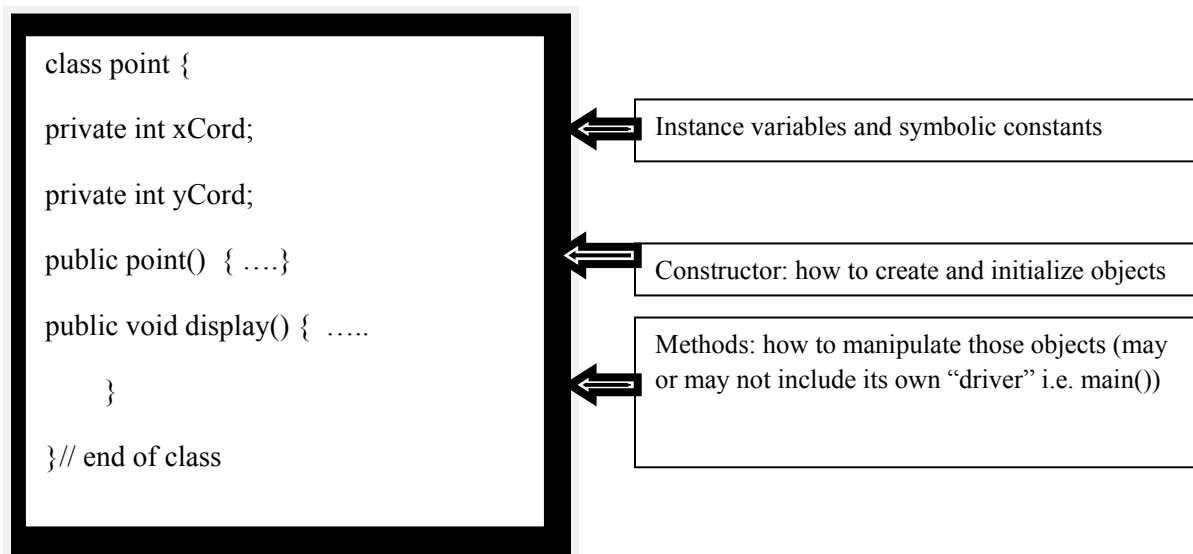 class point {
private int xCord;
private int yCord;
public point()  { ….}
public void display() {  …..
}
}// end of class
Instance variables and symbolic constants
Constructor: how to create and initialize objects
Methods: how to manipulate those objects (may
or may not include its own “driver” i.e. main())